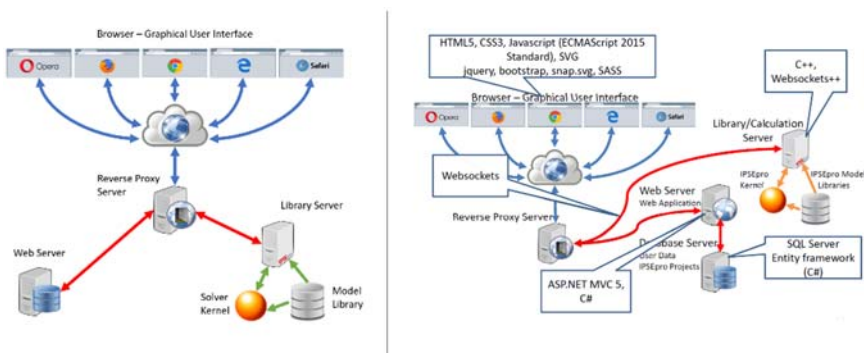 Browser – Graphical User Interface
Opera
Safari
Reverse Proxy
Server
Library Server
Web Server
Solver
Kernel
Model
Library
HTML5, CSS3, Javascript (ECMAScript 2015
Standard), SVG
jquery, bootstrap, snap.svg, SASS
C++,
Websockets++
Browser – Graphical User Interface
Opera
Safari
Library/Calculation
Server
Websockets
IPSEpro
Kernel
IPSEpro Model
Libraries
Web Server
Web Application
Reverse Proxy Server
Database Server
User Data
IPSEpro Projects
SQL Server
Entity framework
(C#)
ASP.NET MVC 5,
C#